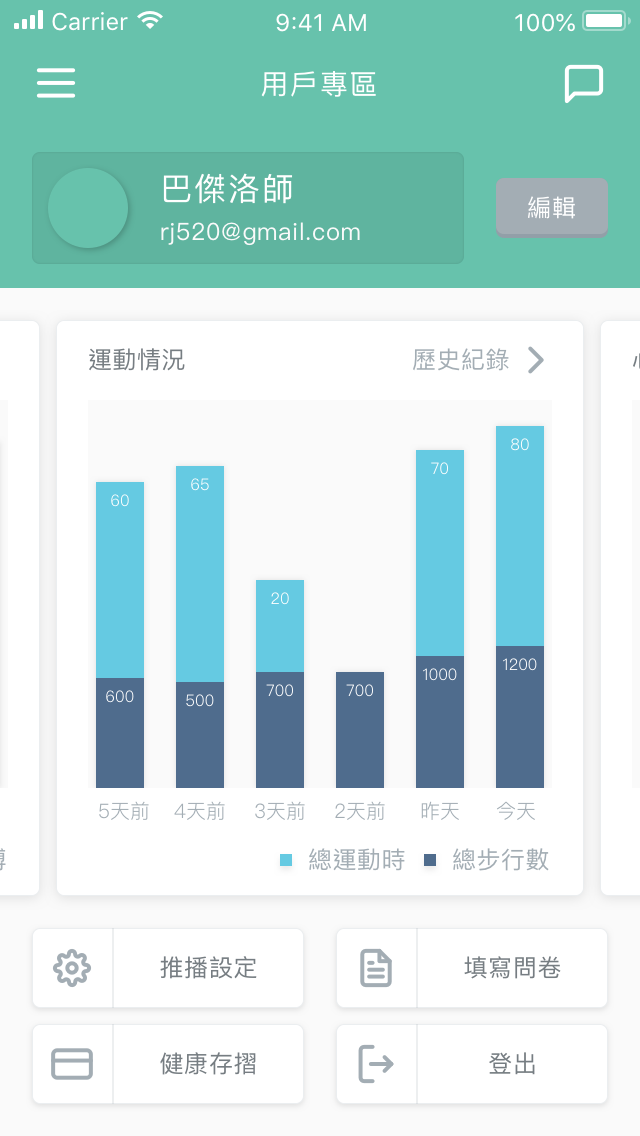 Carrier 9:41 AM 100%
用戶專區
巴傑洛師
rj520@gmail.com
編輯
運動情況 歷史紀錄
60 65 20 70 80
600 500 700 700 1000 1200
5天前 4天前 3天前 2天前 昨天 今天
總運動時 總步行數
推播設定 填寫問卷
健康存摺 登出